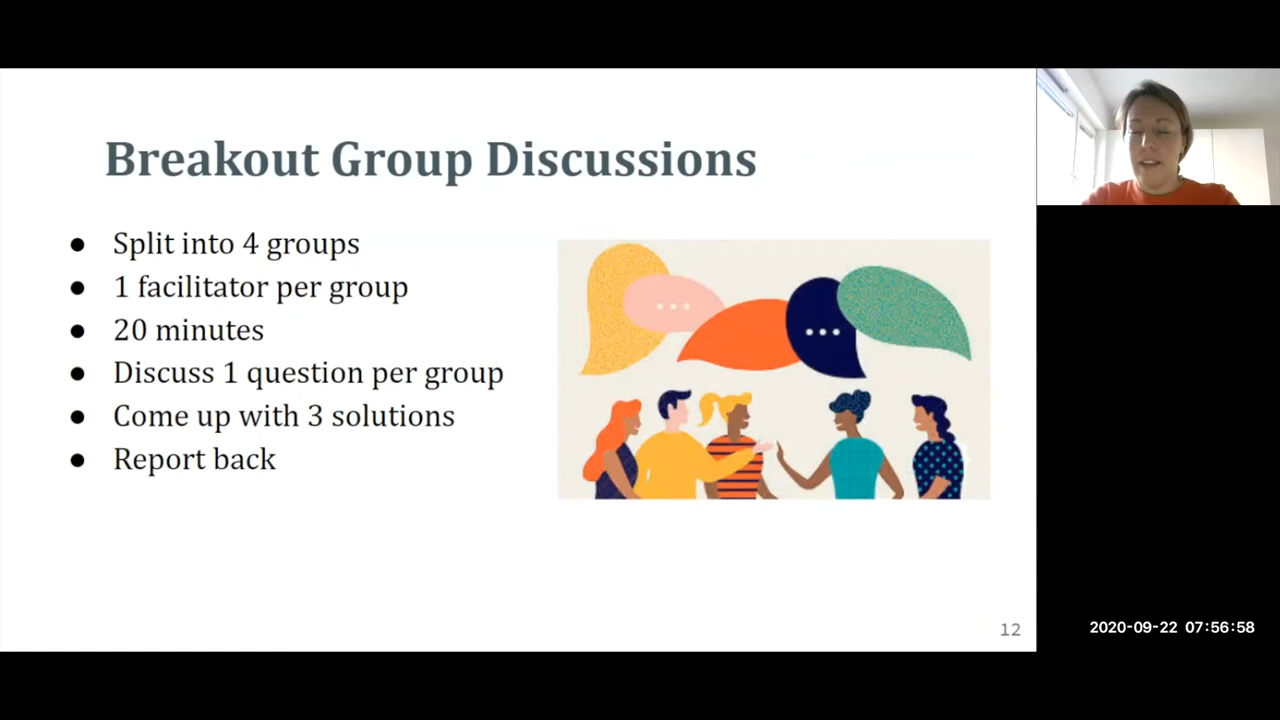 Breakout Group Discussions
● Split into 4 groups
● 1 facilitator per group
● 20 minutes
● Discuss 1 question per group
● Come up with 3 solutions
● Report back
12
2020-09-22 07:56:58